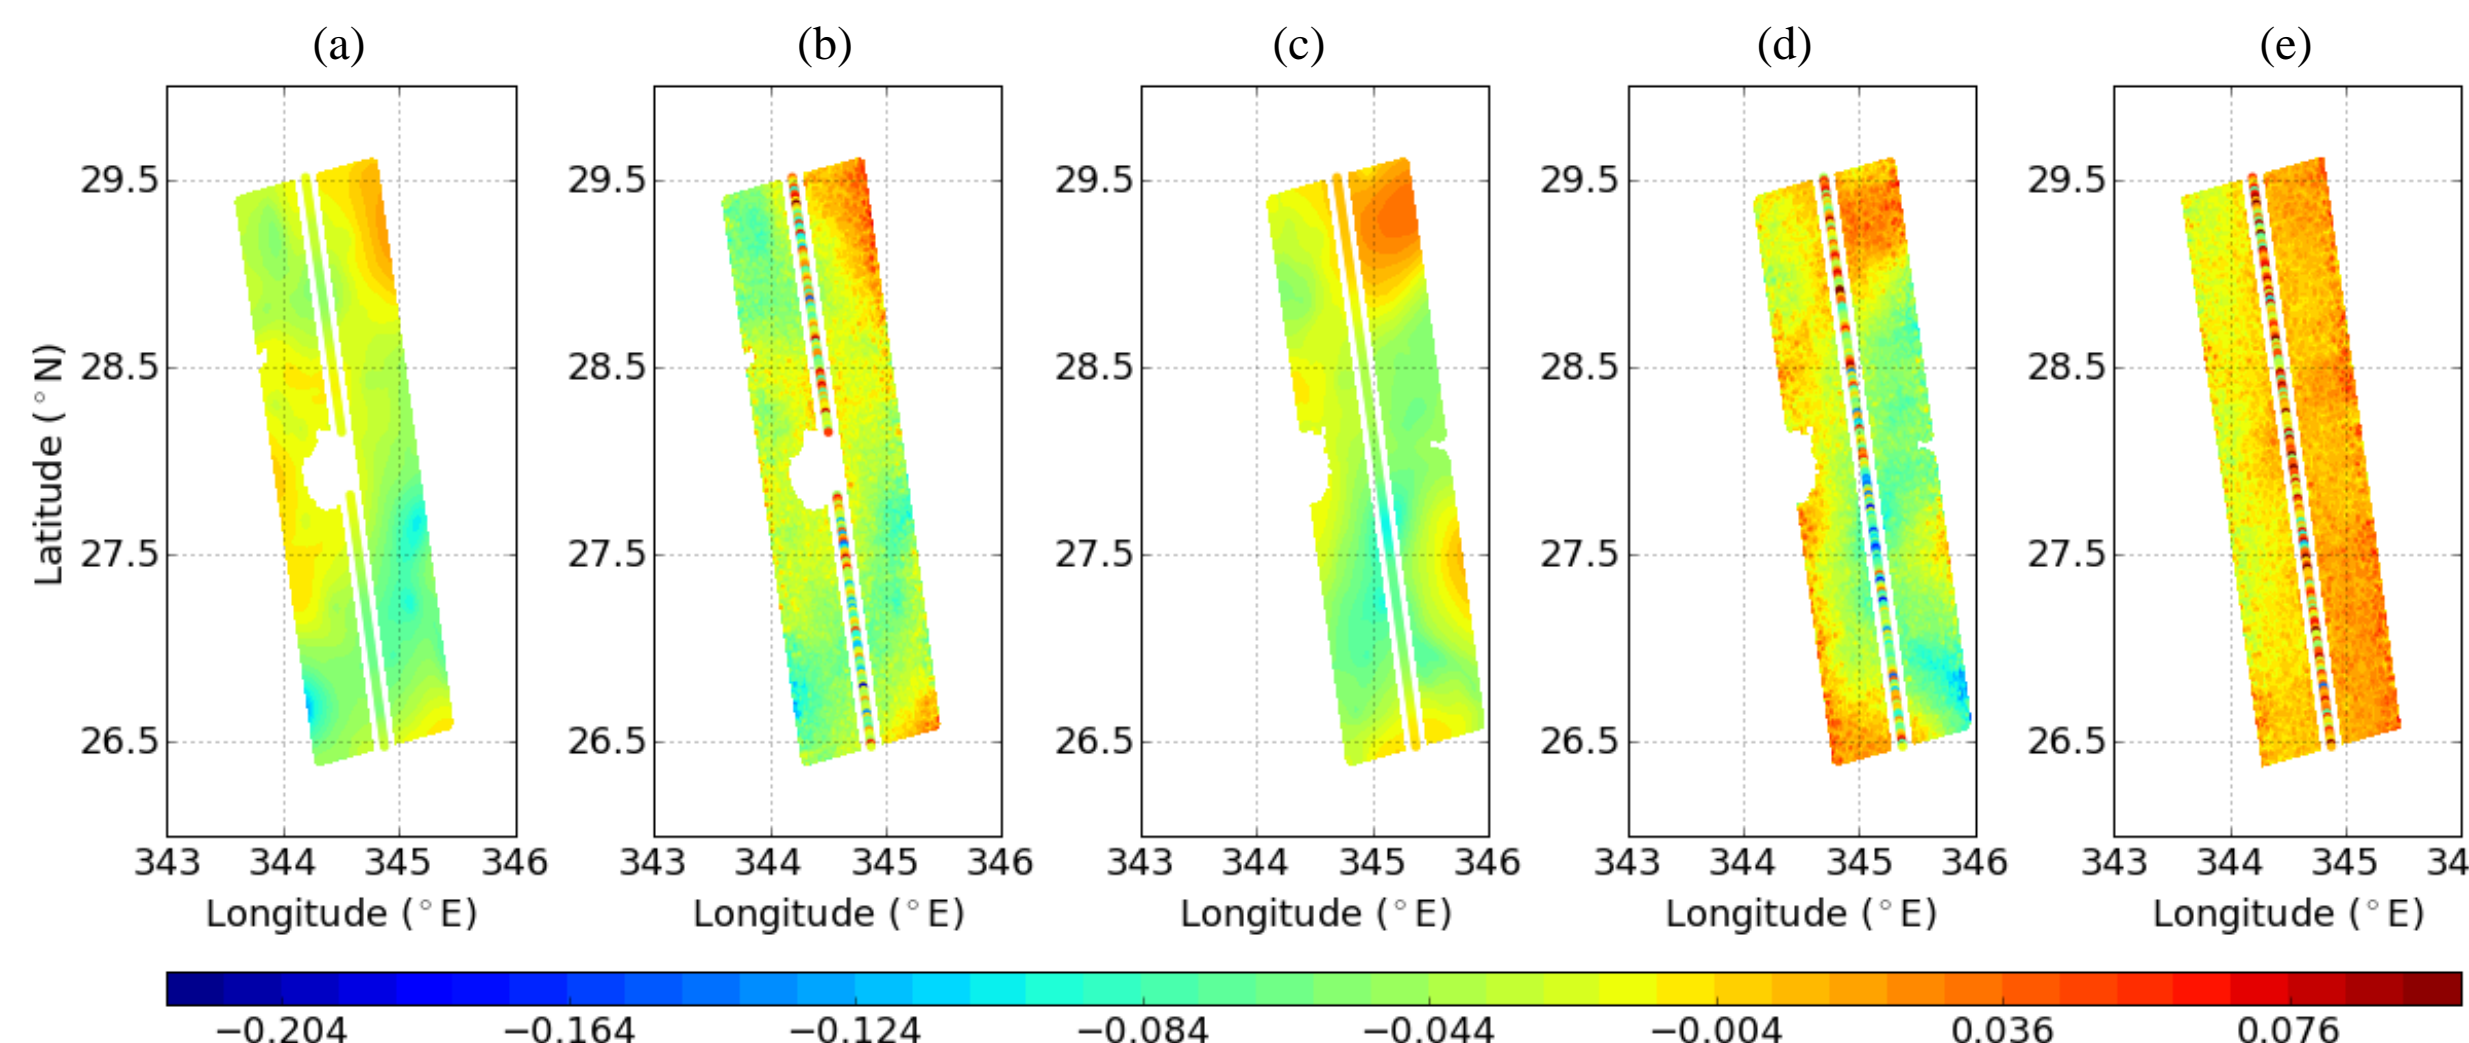 (a) (b) (c) (d) (e)
Latitude (°N)
29.5 29.5 29.5 29.5 29.5
28.5 28.5 28.5 28.5 28.5
27.5 27.5 27.5 27.5 27.5
26.5 26.5 26.5 26.5 26.5
343 344 345 346 343 344 345 346 343 344 345 346 343 344 345 346 343 344 345 34
Longitude (°E) Longitude (°E) Longitude (°E) Longitude (°E) Longitude (°E)
−0.204 −0.164 −0.124 −0.084 −0.044 −0.004 0.036 0.076